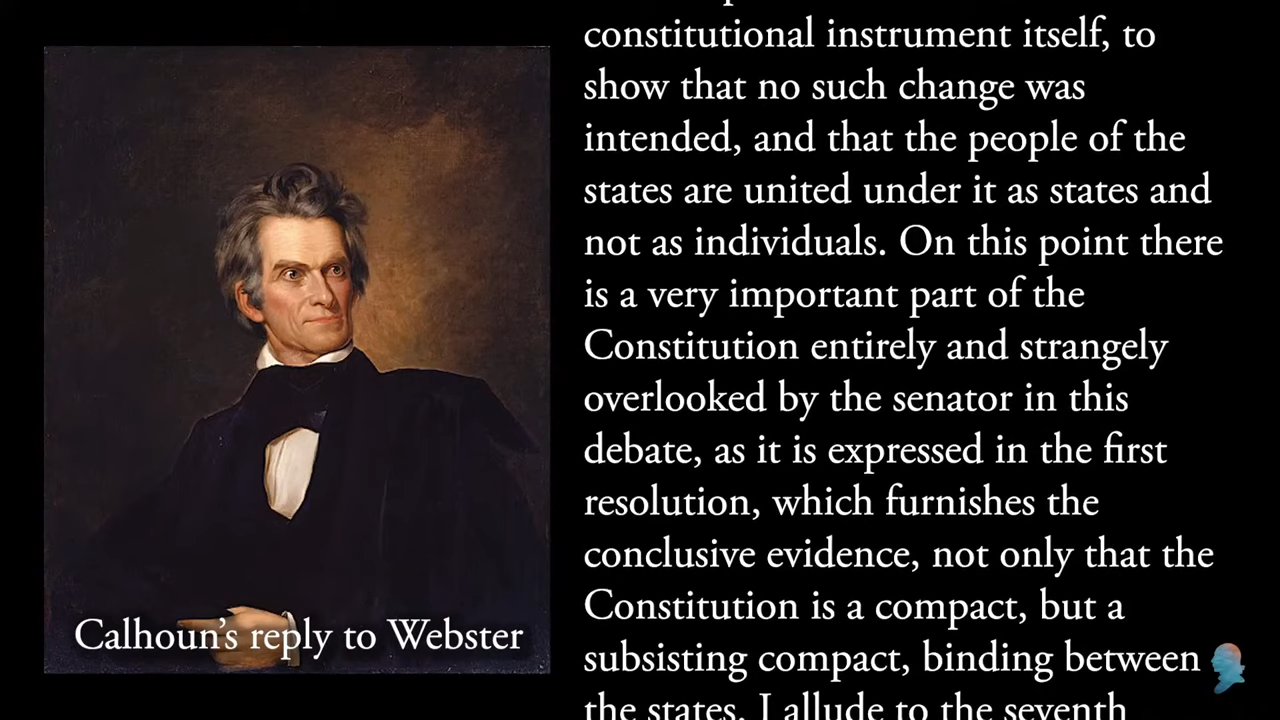 constitutional instrument itself, to
show that no such change was
intended, and that the people of the
states are united under it as states and
not as individuals. On this point there
is a very important part of the
Constitution entirely and strangely
overlooked by the senator in this
debate, as it is expressed in the first
resolution, which furnishes the
conclusive evidence, not only that the
Constitution is a compact, but a
subsisting compact, binding between
the states. I allude to the seventh
Calhoun's reply to Webster